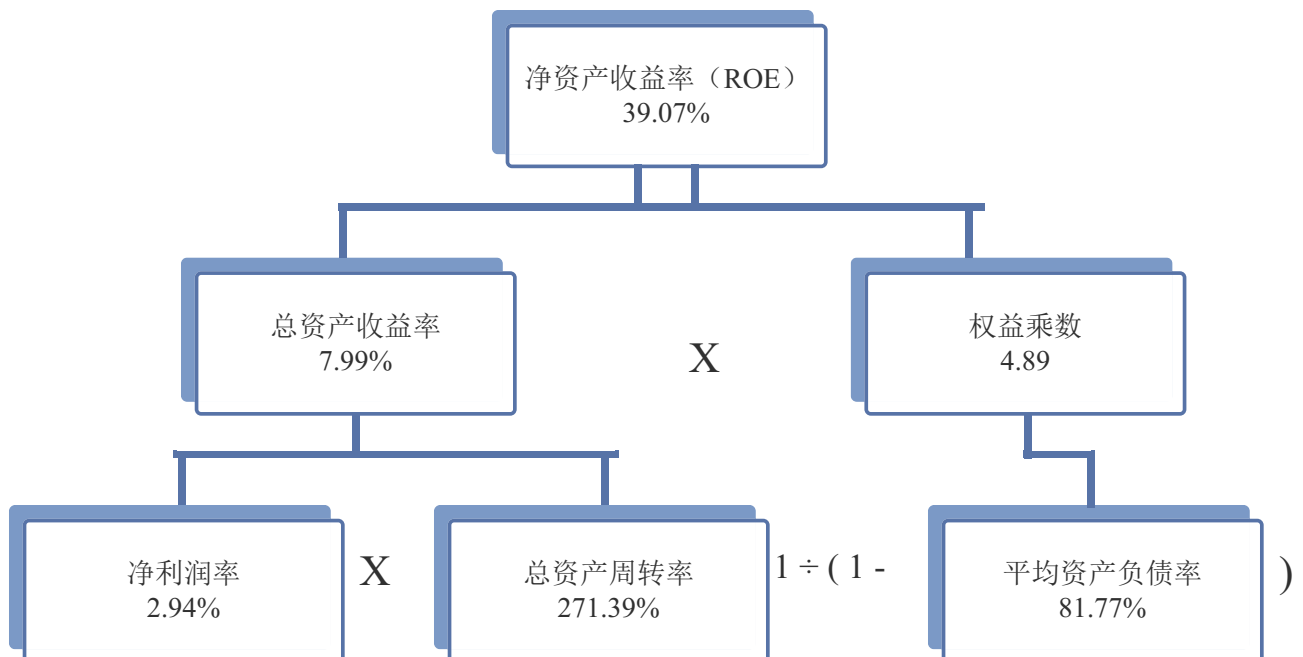 净资产收益率（ROE）
39.07%
总资产收益率
7.99%
X
权益乘数
4.89
净利润率
2.94%
X
总资产周转率
271.39%
1 ÷ ( 1 -
平均资产负债率
81.77%
)